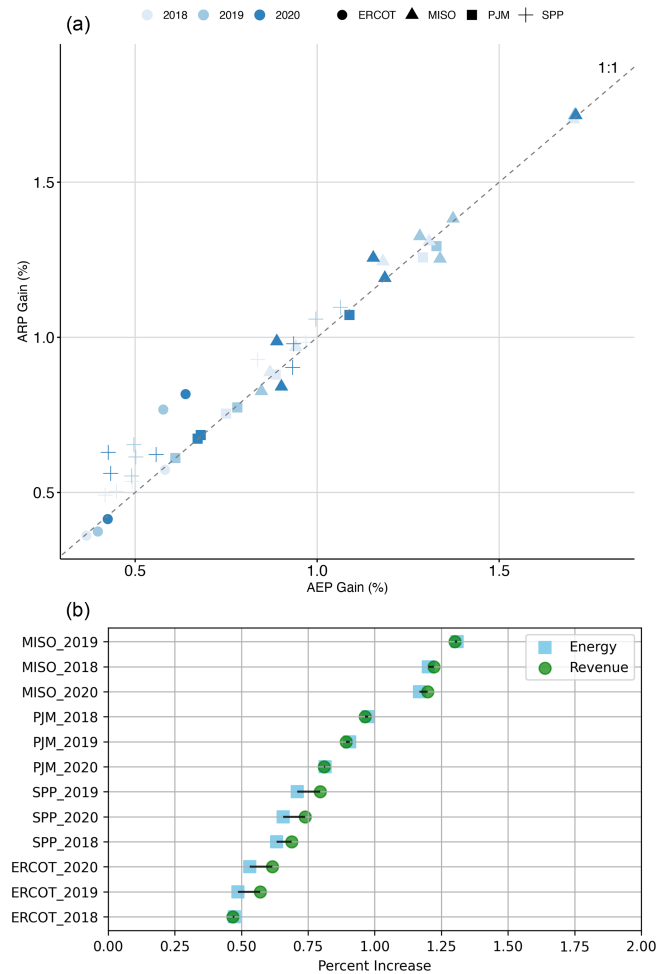 (a)
2018 2019 2020 ERCOT MISO PJM SPP
1:1
1.5
1.0
0.5
ARP Gain (%)
0.5 1.0 1.5
AEP Gain (%)
(b)
Energy
Revenue
MISO_2019
MISO_2018
MISO_2020
PJM_2018
PJM_2019
PJM_2020
SPP_2019
SPP_2020
SPP_2018
ERCOT_2020
ERCOT_2019
ERCOT_2018
0.00 0.25 0.50 0.75 1.00 1.25 1.50 1.75 2.00
Percent Increase